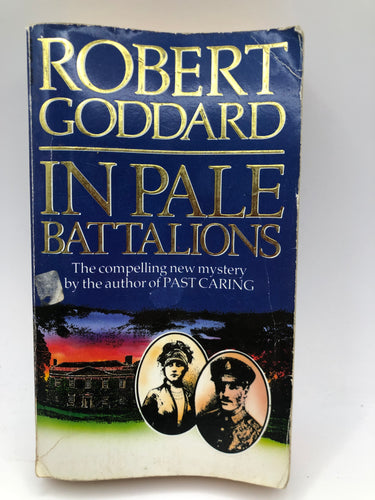 ROBERT
GODDARD
IN PALE
BATTALIONS
The compelling new mystery
by the author of PAST CARING